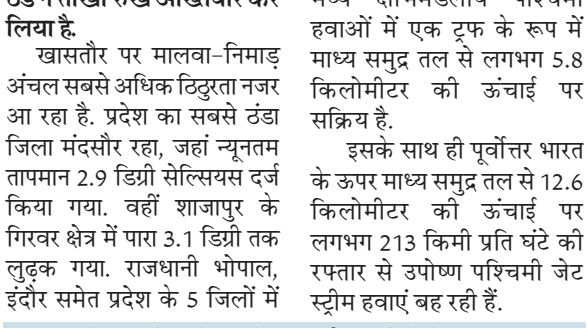 लिया है.
खासतौर पर मालवा-निमाड़
अंचल सबसे अधिक ठिठुरता नजर
आ रहा है. प्रदेश का सबसे ठंडा
जिला मंदसौर रहा, जहां न्यूनतम
तापमान 2.9 डिग्री सेल्सियस दर्ज
किया गया. वहीं शाजापुर के
गिरवर क्षेत्र में पारा 3.1 डिग्री तक
लुढ़क गया. राजधानी भोपाल,
इंदौर समेत प्रदेश के 5 जिलों में
हवाओं में एक ट्रफ के रूप में
माध्य समुद्र तल से लगभग 5.8
किलोमीटर की ऊंचाई पर
सक्रिय है.
इसके साथ ही पूर्वोत्तर भारत
के ऊपर माध्य समुद्र तल से 12.6
किलोमीटर की ऊंचाई पर
लगभग 213 किमी प्रति घंटे की
रफ्तार से उपोष्ण पश्चिमी जेट
स्ट्रीम हवाएं बह रही हैं.